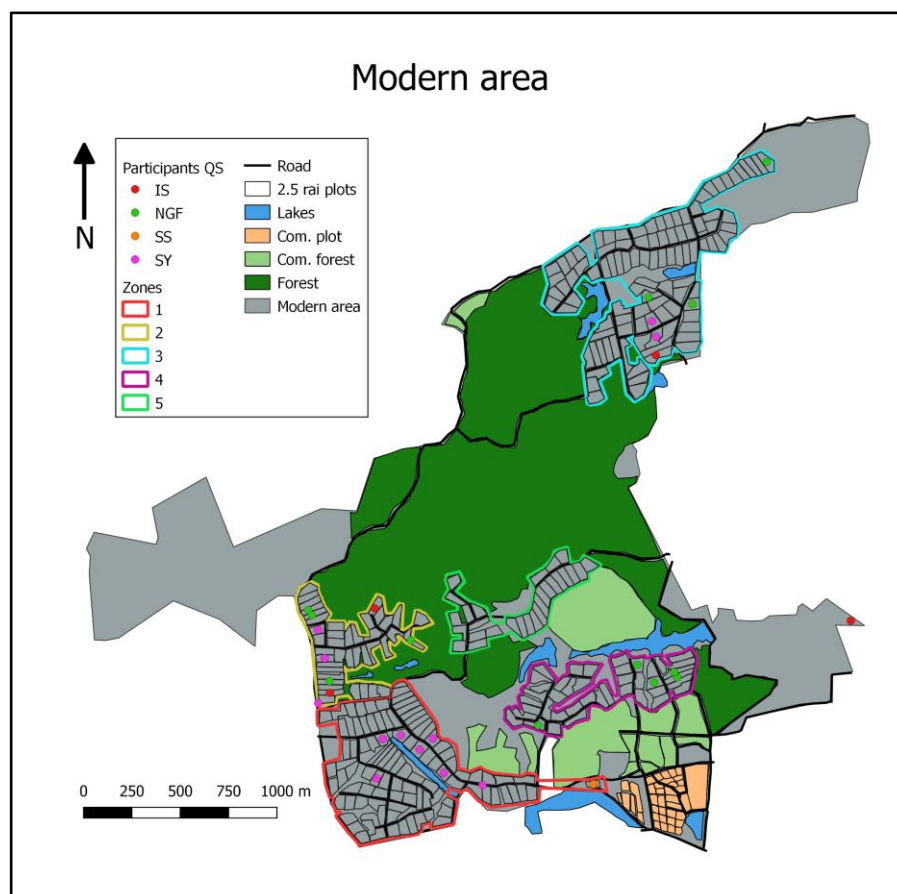 Modern area
N
Participants QS
IS
NGF
SS
SY
Zones
1
2
3
4
5
Road
2.5 rai plots
Lakes
Com. plot
Com. forest
Forest
Modern area
0 250 500 750 1000 m